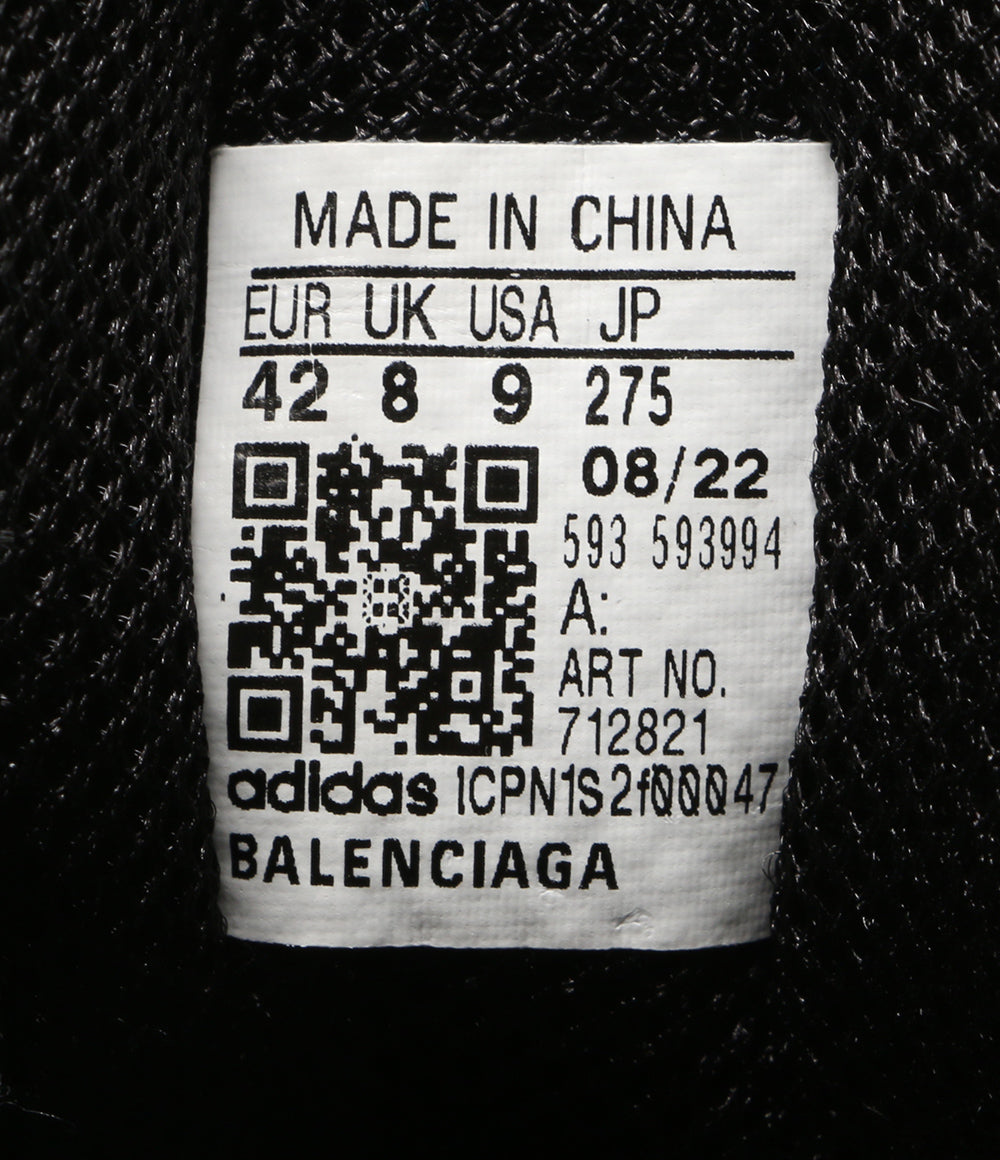 MADE IN CHINA
EUR UK USA JP
42 8 9 275
08/22
593 593994
A:
ART NO.
712821
adidas 1CPN1S2f00047
BALENCIAGA